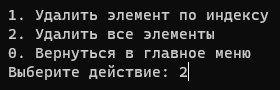 1. Удалить элемент по индексу
2. Удалить все элементы
0. Вернуться в главное меню
Выберите действие: 2